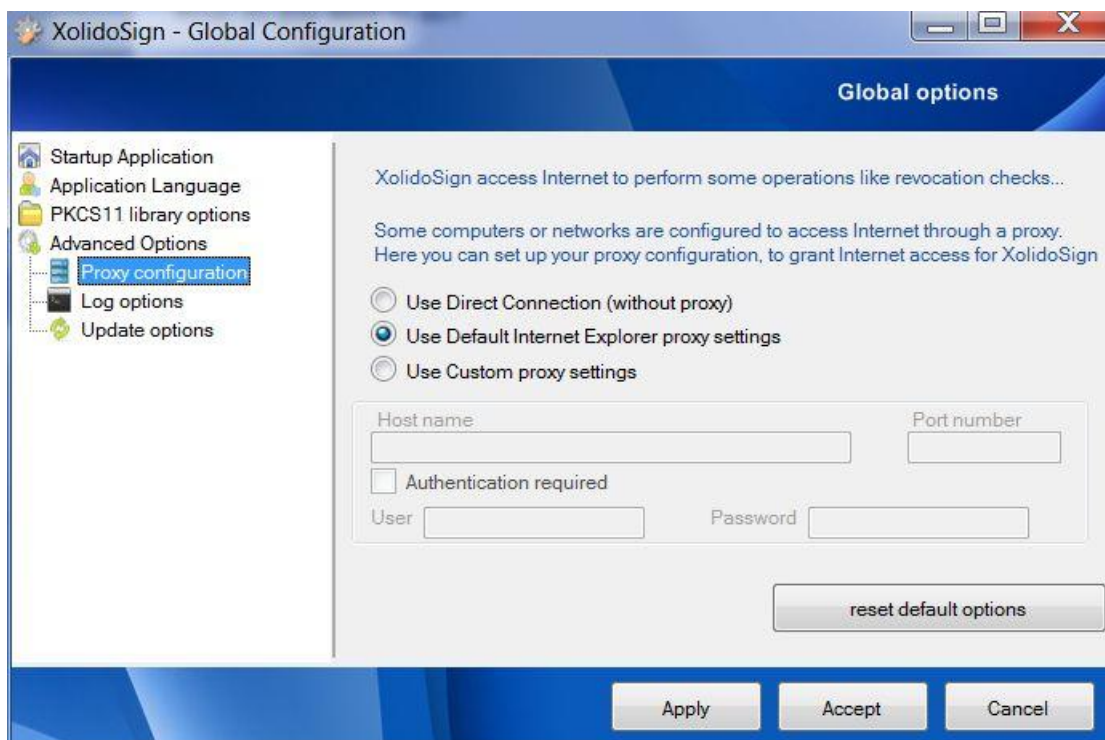 XolidoSign - Global Configuration
Global options
Startup Application
Application Language
PKCS11 library options
Advanced Options
Proxy configuration
Log options
Update options
XolidoSign access Internet to perform some operations like revocation checks...
Some computers or networks are configured to access Internet through a proxy.
Here you can set up your proxy configuration, to grant Internet access for XolidoSign
Use Direct Connection (without proxy)
Use Default Internet Explorer proxy settings
Use Custom proxy settings
Host name Port number
Authentication required
User Password
reset default options
Apply Accept Cancel